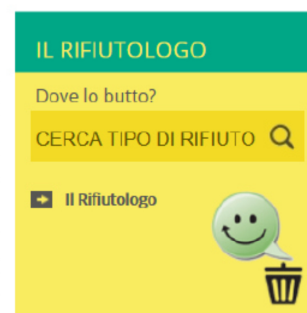 IL RIFIUTOLOGO
Dove lo butto?
CERCA TIPO DI RIFIUTO
Il Rifiutologo